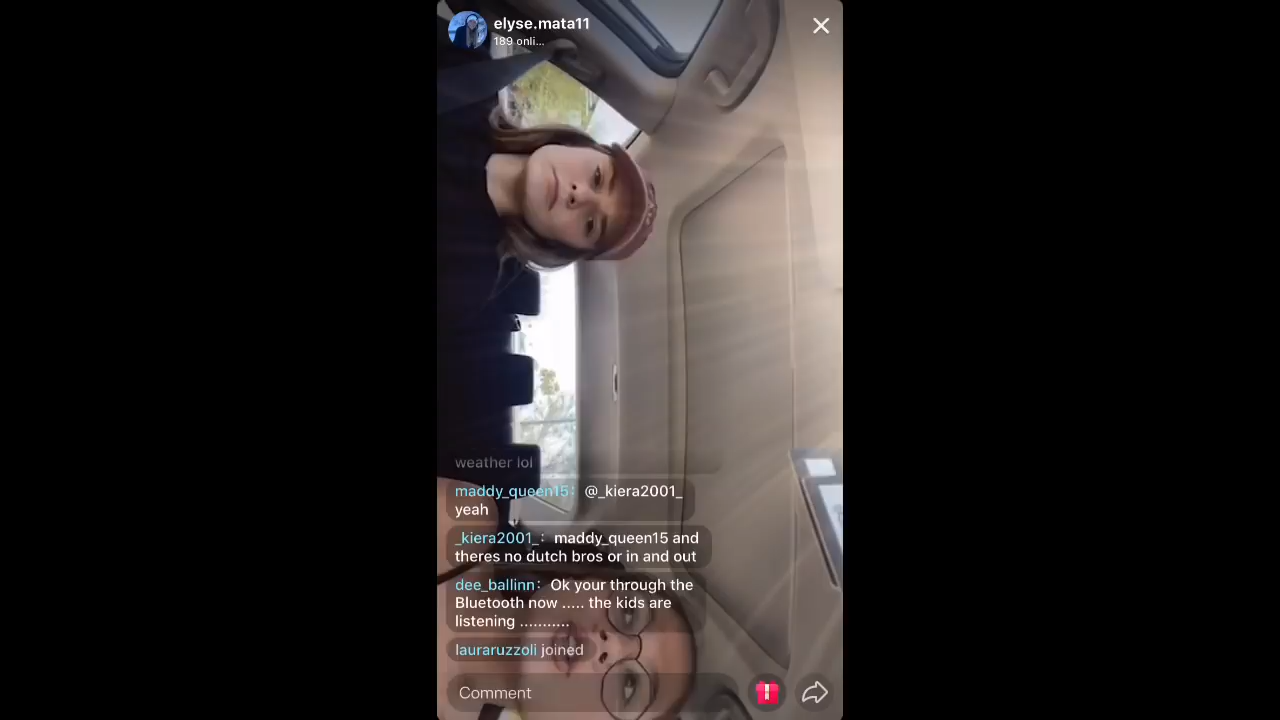 elyse.mata11
189 onli...
weather lol
maddy_queen15: @_kiera2001_
yeah
_kiera2001_: maddy_queen15 and
theres no dutch bros or in and out
dee_ballinn: Ok your through the
Bluetooth now ..... the kids are
listening ...........
lauraruzzoli joined
Comment